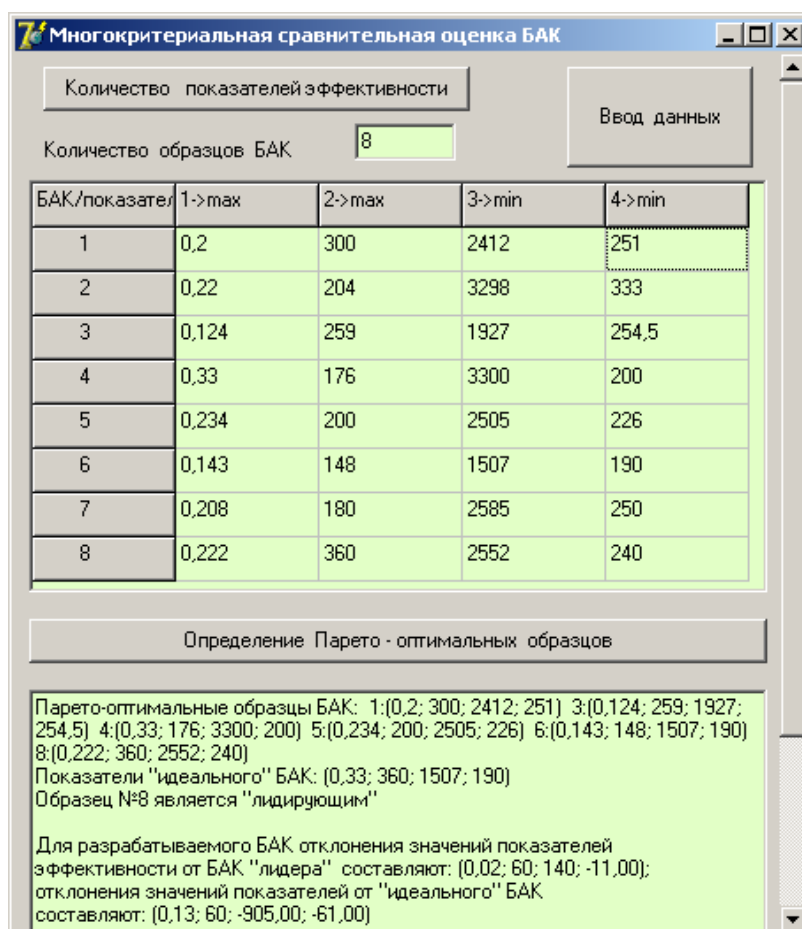 Многокритериальная сравнительная оценка БАК
Количество показателей эффективности
Ввод данных
Количество образцов БАК 8
БАК/показател 1->max 2->max 3->min 4->min
1 0,2 300 2412 251
2 0,22 204 3298 333
3 0,124 259 1927 254,5
4 0,33 176 3300 200
5 0,234 200 2505 226
6 0,143 148 1507 190
7 0,208 180 2585 250
8 0,222 360 2552 240
Определение Парето - оптимальных образцов
Парето-оптимальные образцы БАК: 1:(0,2; 300; 2412; 251) 3:(0,124; 259; 1927;
254,5) 4:(0,33; 176; 3300; 200) 5:(0,234; 200; 2505; 226) 6:(0,143; 148; 1507; 190)
8:(0,222; 360; 2552; 240)
Показатели "идеального" БАК: (0,33; 360; 1507; 190)
Образец №8 является "лидирующим"
Для разрабатываемого БАК отклонения значений показателей
эффективности от БАК "лидера" составляют: (0,02; 60; 140; -11,00);
отклонения значений показателей от "идеального" БАК
составляют: (0,13; 60; -905,00; -61,00)